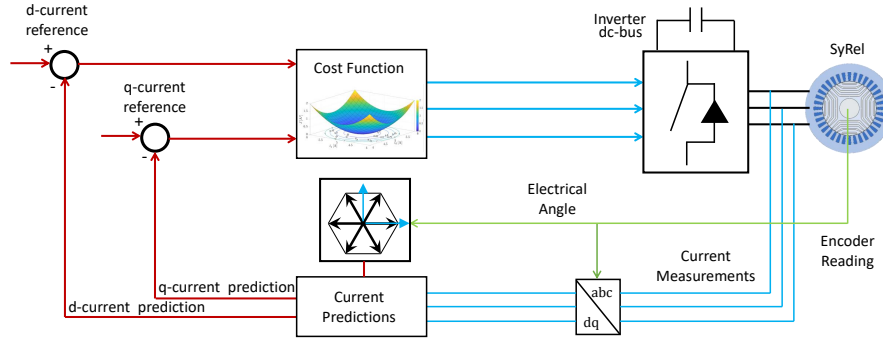 d-current
reference
+
-
q-current
reference
+
-
Cost Function
Inverter
dc-bus
SyRel
Electrical
Angle
Encoder
Reading
Current
Measurements
q-current prediction
d-current prediction
Current
Predictions
abc
dq